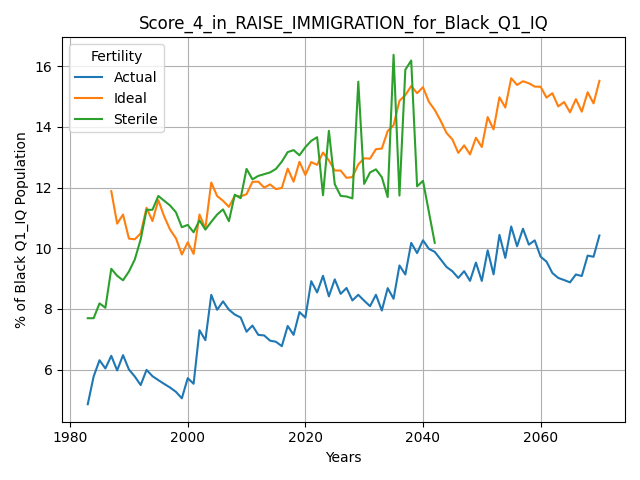 Score_4_in_RAISE_IMMIGRATION_for_Black_Q1_IQ
% of Black Q1_IQ Population
16
14
12
10
8
6
Fertility
Actual
Ideal
Sterile
1980
2000
2020
2040
2060
Years